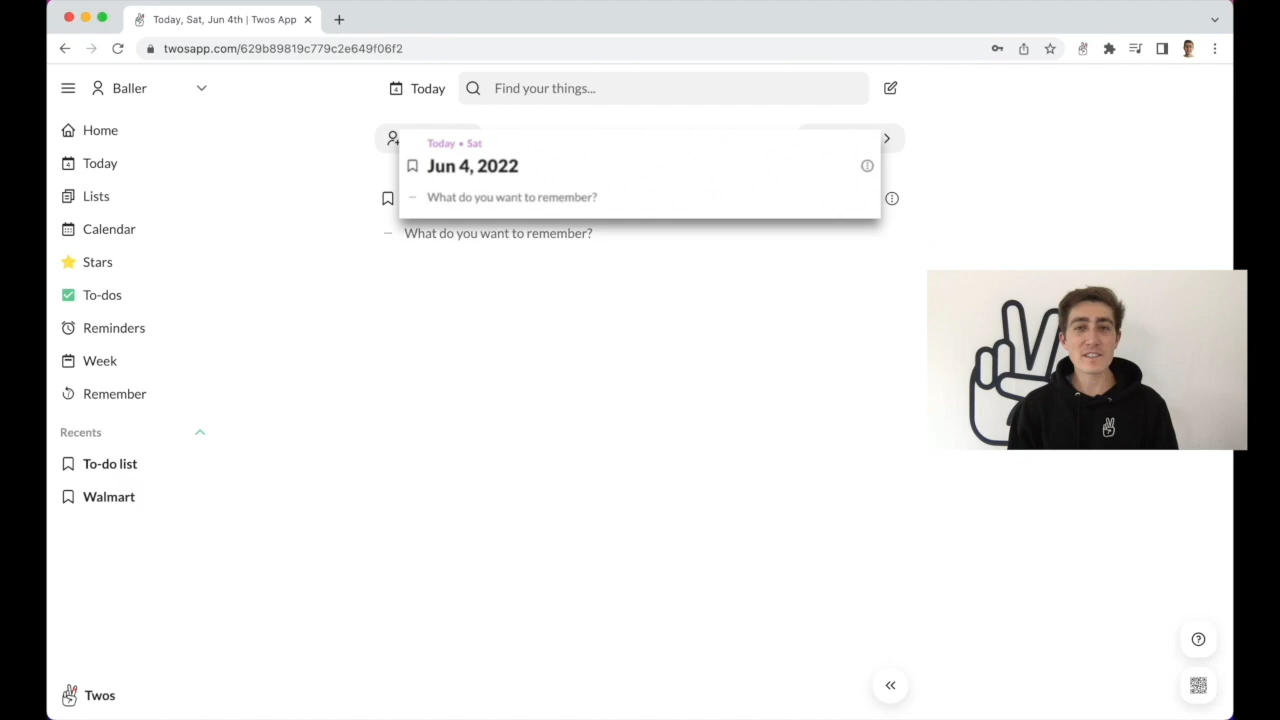 Today, Sat, Jun 4th | Twos App
twosapp.com/629b89819c779c2e649f06f2
Baller
4 Today
Find your things...
Home
4 Today
Lists
Calendar
Stars
To-dos
Reminders
Week
Remember
Recents
To-do list
Walmart
Today • Sat
Jun 4, 2022
What do you want to remember?
What do you want to remember?
Twos